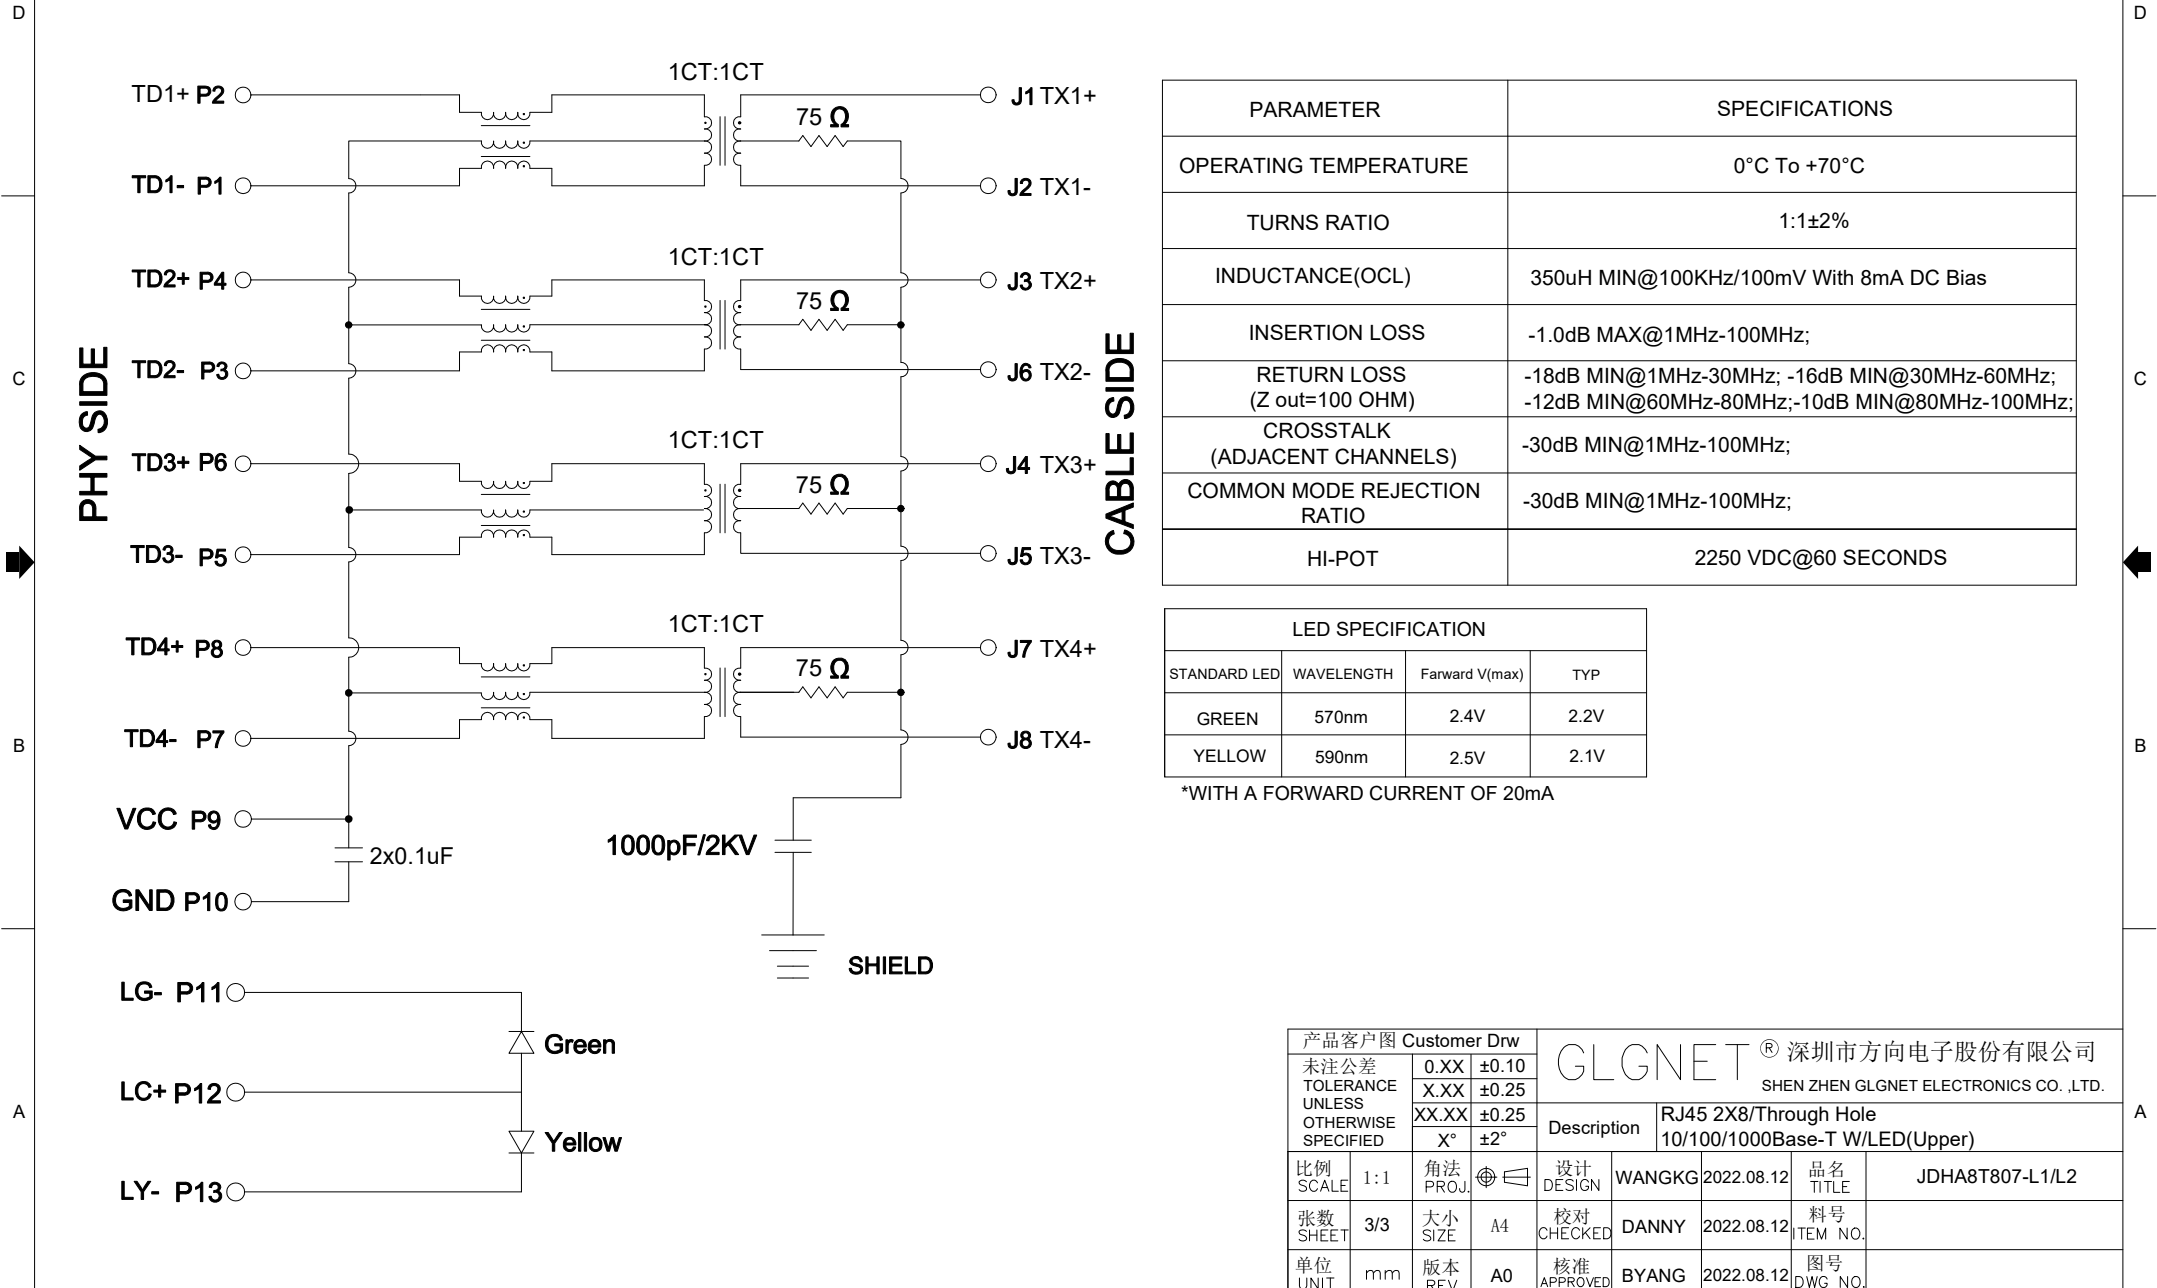 D
D
1CT:1CT
TD1+ P2
75 Ω
J1 TX1+
TD1- P1
J2 TX1-
1CT:1CT
TD2+ P4
75 Ω
J3 TX2+
TD2- P3
J6 TX2-
1CT:1CT
TD3+ P6
75 Ω
J4 TX3+
TD3- P5
J5 TX3-
1CT:1CT
TD4+ P8
75 Ω
J7 TX4+
TD4- P7
J8 TX4-
PHY SIDE
CABLE SIDE
C
C
VCC P9
2x0.1uF
GND P10
1000pF/2KV
SHIELD
LG- P11
Green
LC+ P12
Yellow
LY- P13
B
B
A
A
PARAMETER SPECIFICATIONS
OPERATING TEMPERATURE 0°C To +70°C
TURNS RATIO 1:1±2%
INDUCTANCE(OCL) 350uH MIN@100KHz/100mV With 8mA DC Bias
INSERTION LOSS -1.0dB MAX@1MHz-100MHz;
RETURN LOSS
(Z out=100 OHM)
-18dB MIN@1MHz-30MHz; -16dB MIN@30MHz-60MHz;
-12dB MIN@60MHz-80MHz;-10dB MIN@80MHz-100MHz;
CROSSTALK
(ADJACENT CHANNELS)
-30dB MIN@1MHz-100MHz;
COMMON MODE REJECTION
RATIO
-30dB MIN@1MHz-100MHz;
HI-POT 2250 VDC@60 SECONDS
LED SPECIFICATION
STANDARD LED WAVELENGTH Farward V(max) TYP
GREEN 570nm 2.4V 2.2V
YELLOW 590nm 2.5V 2.1V
*WITH A FORWARD CURRENT OF 20mA
产品客户图 Customer Drw
未注公差
TOLERANCE
UNLESS
OTHERWISE
SPECIFIED
0.XX ±0.10
X.XX ±0.25
XX.XX ±0.25
X° ±2°
GLGNET ® 深圳市方向电子股份有限公司
SHEN ZHEN GLGNET ELECTRONICS CO. ,LTD.
Description
RJ45 2X8/Through Hole
10/100/1000Base-T W/LED(Upper)
比例
SCALE
1:1
角法
PROJ.
设计
DESIGN
WANGKG 2022.08.12
品名
TITLE
JDHA8T807-L1/L2
张数
SHEET
3/3
大小
SIZE
A4
校对
CHECKED
DANNY 2022.08.12
料号
ITEM NO.
单位
UNIT
mm
版本
REV
A0
核准
APPROVED
BYANG 2022.08.12
图号
DWG NO.